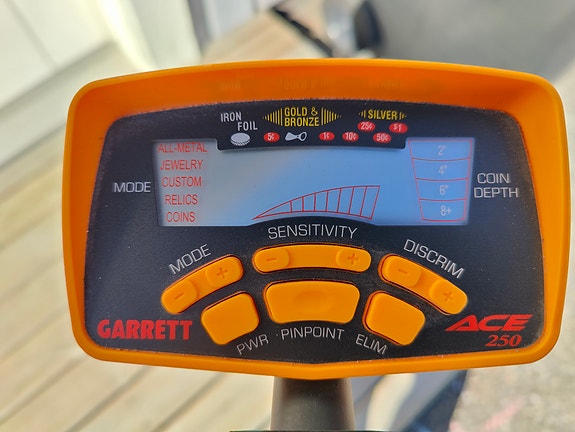 IRON
FOIL
GOLD &
BRONZE
SILVER
5¢
1¢
10¢
25¢
$1
50¢
ALL-METAL
JEWELRY
CUSTOM
RELICS
COINS
MODE
2"
4"
6"
8+
COIN
DEPTH
SENSITIVITY
MODE
DISCRIM
- +
- +
- +
GARRETT
PWR · PINPOINT
ELIM
ACE
250